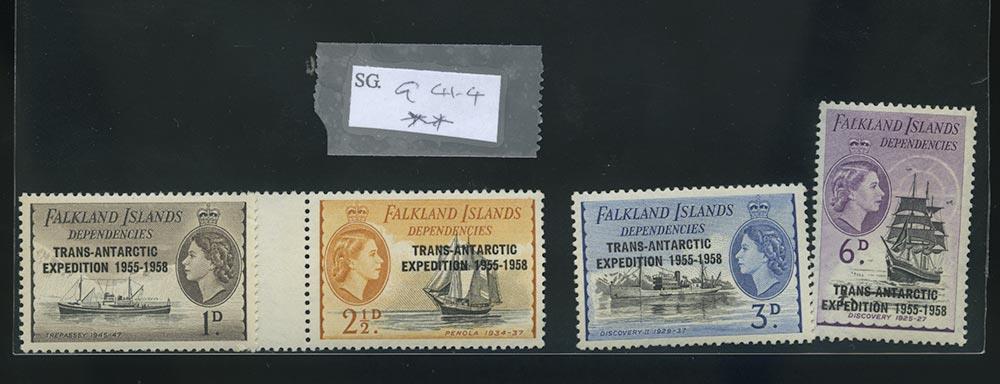 SG. G 41-4
**
FALKLAND ISLANDS
DEPENDENCIES
TRANS-ANTARCTIC
EXPEDITION 1955-1958
1D.
TREPASSEY 1945-47
FALKLAND ISLANDS
DEPENDENCIES
TRANS-ANTARCTIC
EXPEDITION 1955-1958
2½D.
PENOLA 1934-37
FALKLAND ISLANDS
DEPENDENCIES
TRANS-ANTARCTIC
EXPEDITION 1955-1958
3D.
DISCOVERY II 1929-37
FALKLAND ISLANDS
DEPENDENCIES
6D.
TRANS-ANTARCTIC
EXPEDITION 1955-1958
DISCOVERY 1925-27